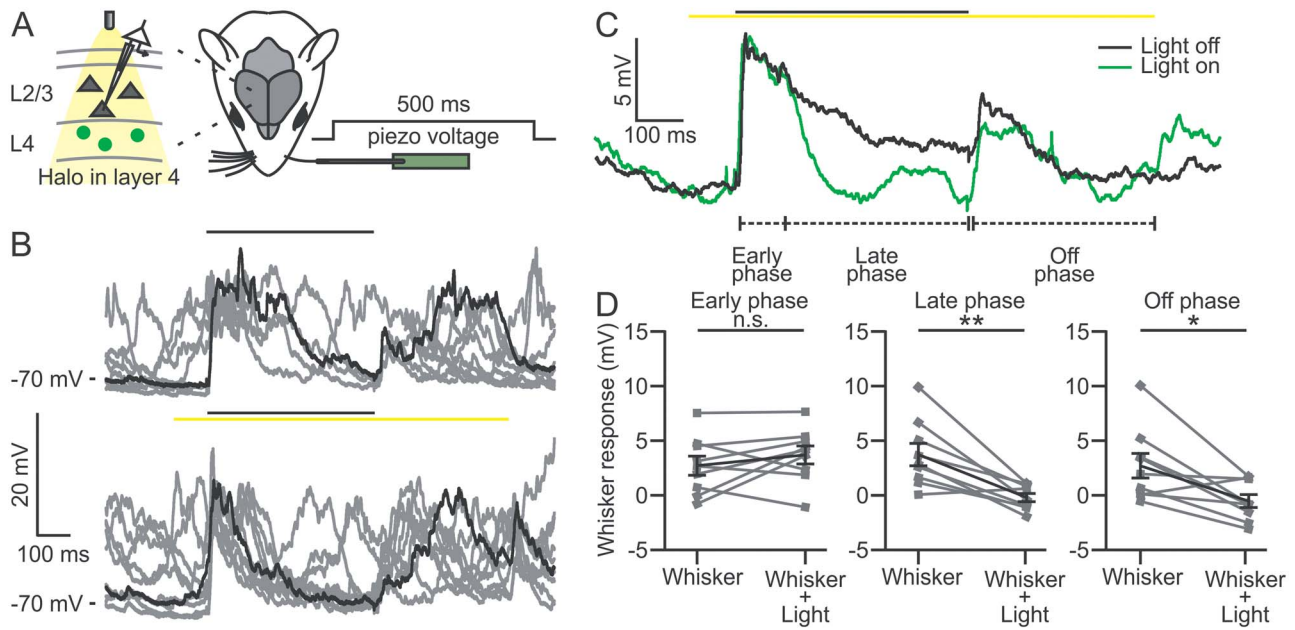 A
L2/3
L4
Halo in layer 4
500 ms
piezo voltage
B
-70 mV
20 mV
100 ms
-70 mV
C
5 mV
100 ms
Light off
Light on
Early
phase
Late
phase
Off
phase
D
Whisker response (mV)
Early phase
n.s.
15
10
5
0
-5
Whisker
Whisker
+
Light
Late phase
**
15
10
5
0
-5
Whisker
Whisker
+
Light
Off phase
*
15
10
5
0
-5
Whisker
Whisker
+
Light